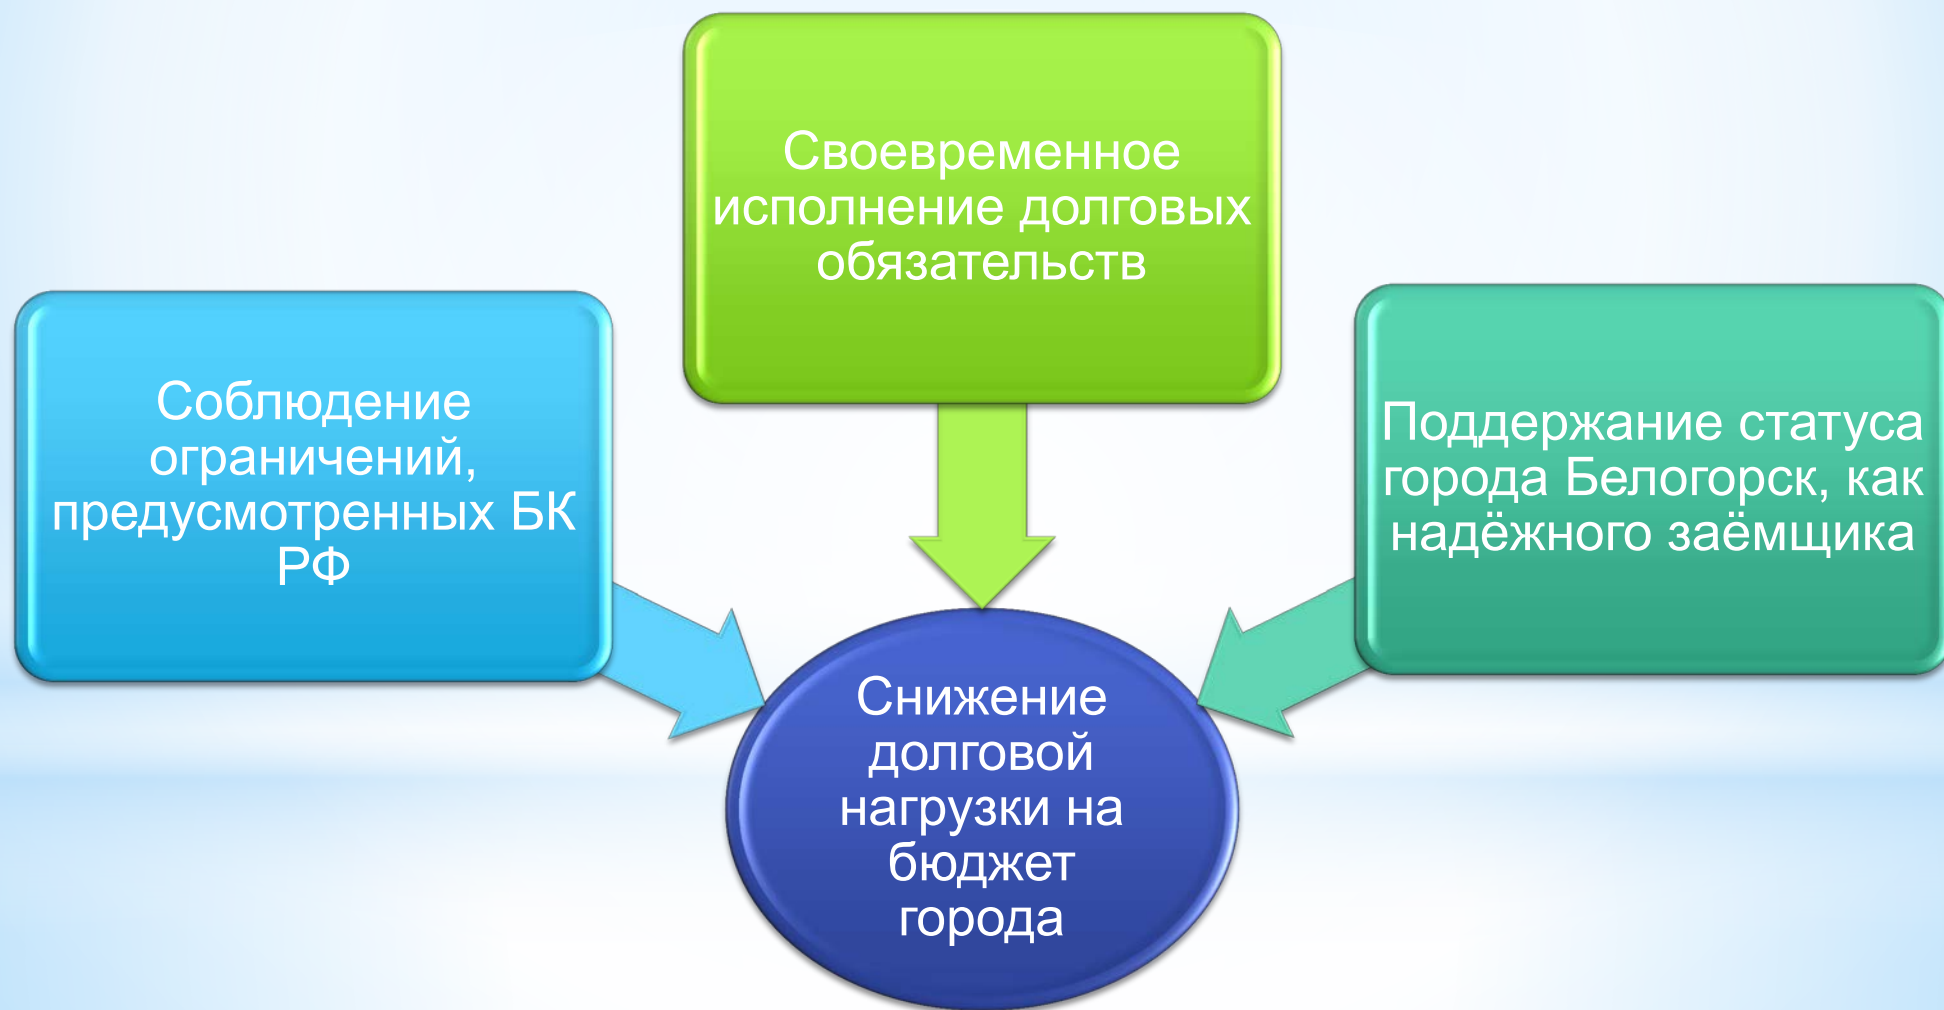 Своевременное
исполнение долговых
обязательств
Соблюдение
ограничений,
предусмотренных БК
РФ
Поддержание статуса
города Белогорск, как
надёжного заёмщика
Снижение
долговой
нагрузки на
бюджет
города